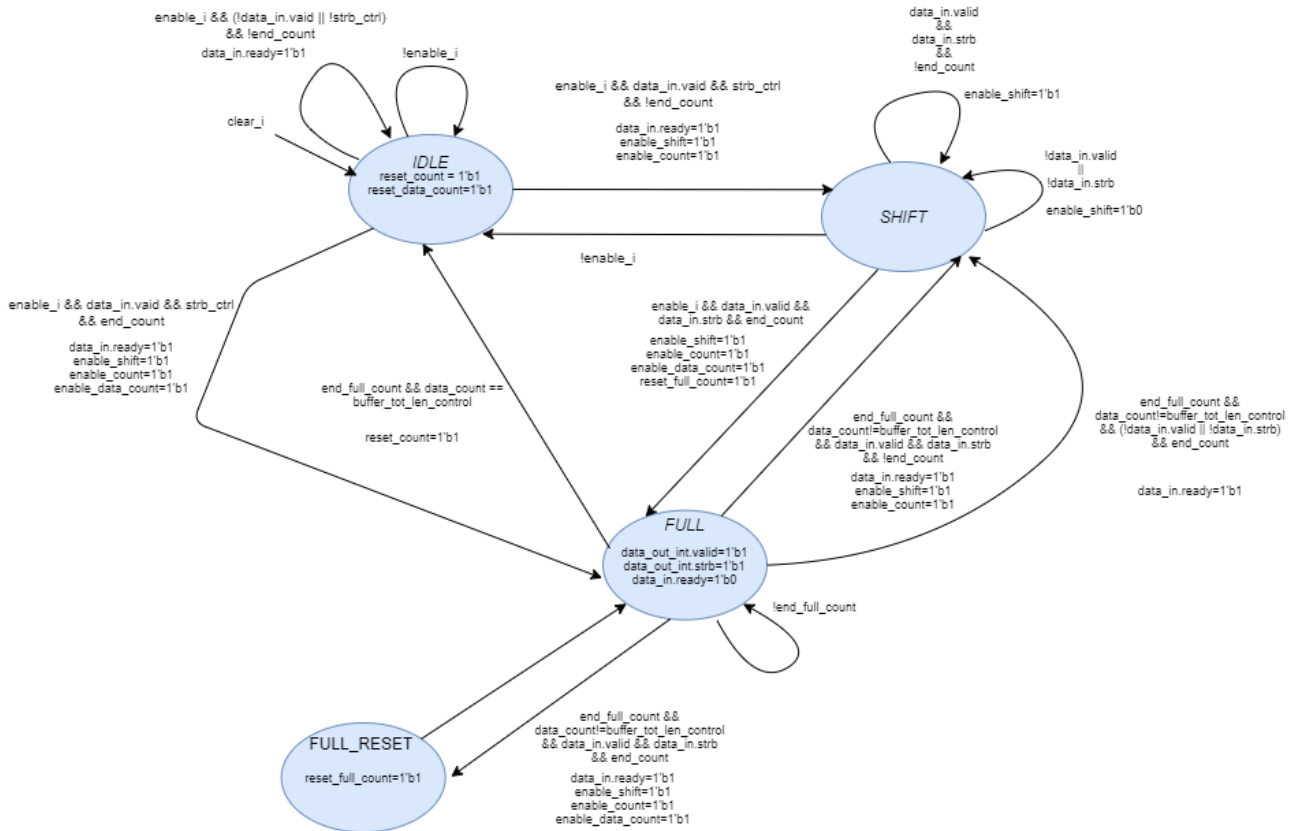 enable_i && (!data_in.vaid || !strb_ctrl)
&& !end_count
data_in.ready=1'b1
!enable_i
clear_i
IDLE
reset_count = 1'b1
reset_data_count=1'b1
enable_i && data_in.vaid && strb_ctrl
&& !end_count
data_in.ready=1'b1
enable_shift=1'b1
enable_count=1'b1
data_in.valid
&&
data_in.strb
&&
!end_count
enable_shift=1'b1
!data_in.valid
||
!data_in.strb
enable_shift=1'b0
SHIFT
!enable_i
enable_i && data_in.vaid && strb_ctrl
&& end_count
data_in.ready=1'b1
enable_shift=1'b1
enable_count=1'b1
enable_data_count=1'b1
enable_i && data_in.valid &&
data_in.strb && end_count
enable_shift=1'b1
enable_count=1'b1
enable_data_count=1'b1
reset_full_count=1'b1
end_full_count && data_count ==
buffer_tot_len_control
reset_count=1'b1
end_full_count &&
data_count!=buffer_tot_len_control
&& data_in.valid && data_in.strb
&& !end_count
data_in.ready=1'b1
enable_shift=1'b1
enable_count=1'b1
end_full_count &&
data_count!=buffer_tot_len_control
&& (!data_in.valid || !data_in.strb)
&& end_count
data_in.ready=1'b1
FULL
data_out_int.valid=1'b1
data_out_int.strb=1'b1
data_in.ready=1'b0
!end_full_count
FULL_RESET
reset_full_count=1'b1
end_full_count &&
data_count!=buffer_tot_len_control
&& data_in.valid && data_in.strb
&& end_count
data_in.ready=1'b1
enable_shift=1'b1
enable_count=1'b1
enable_data_count=1'b1